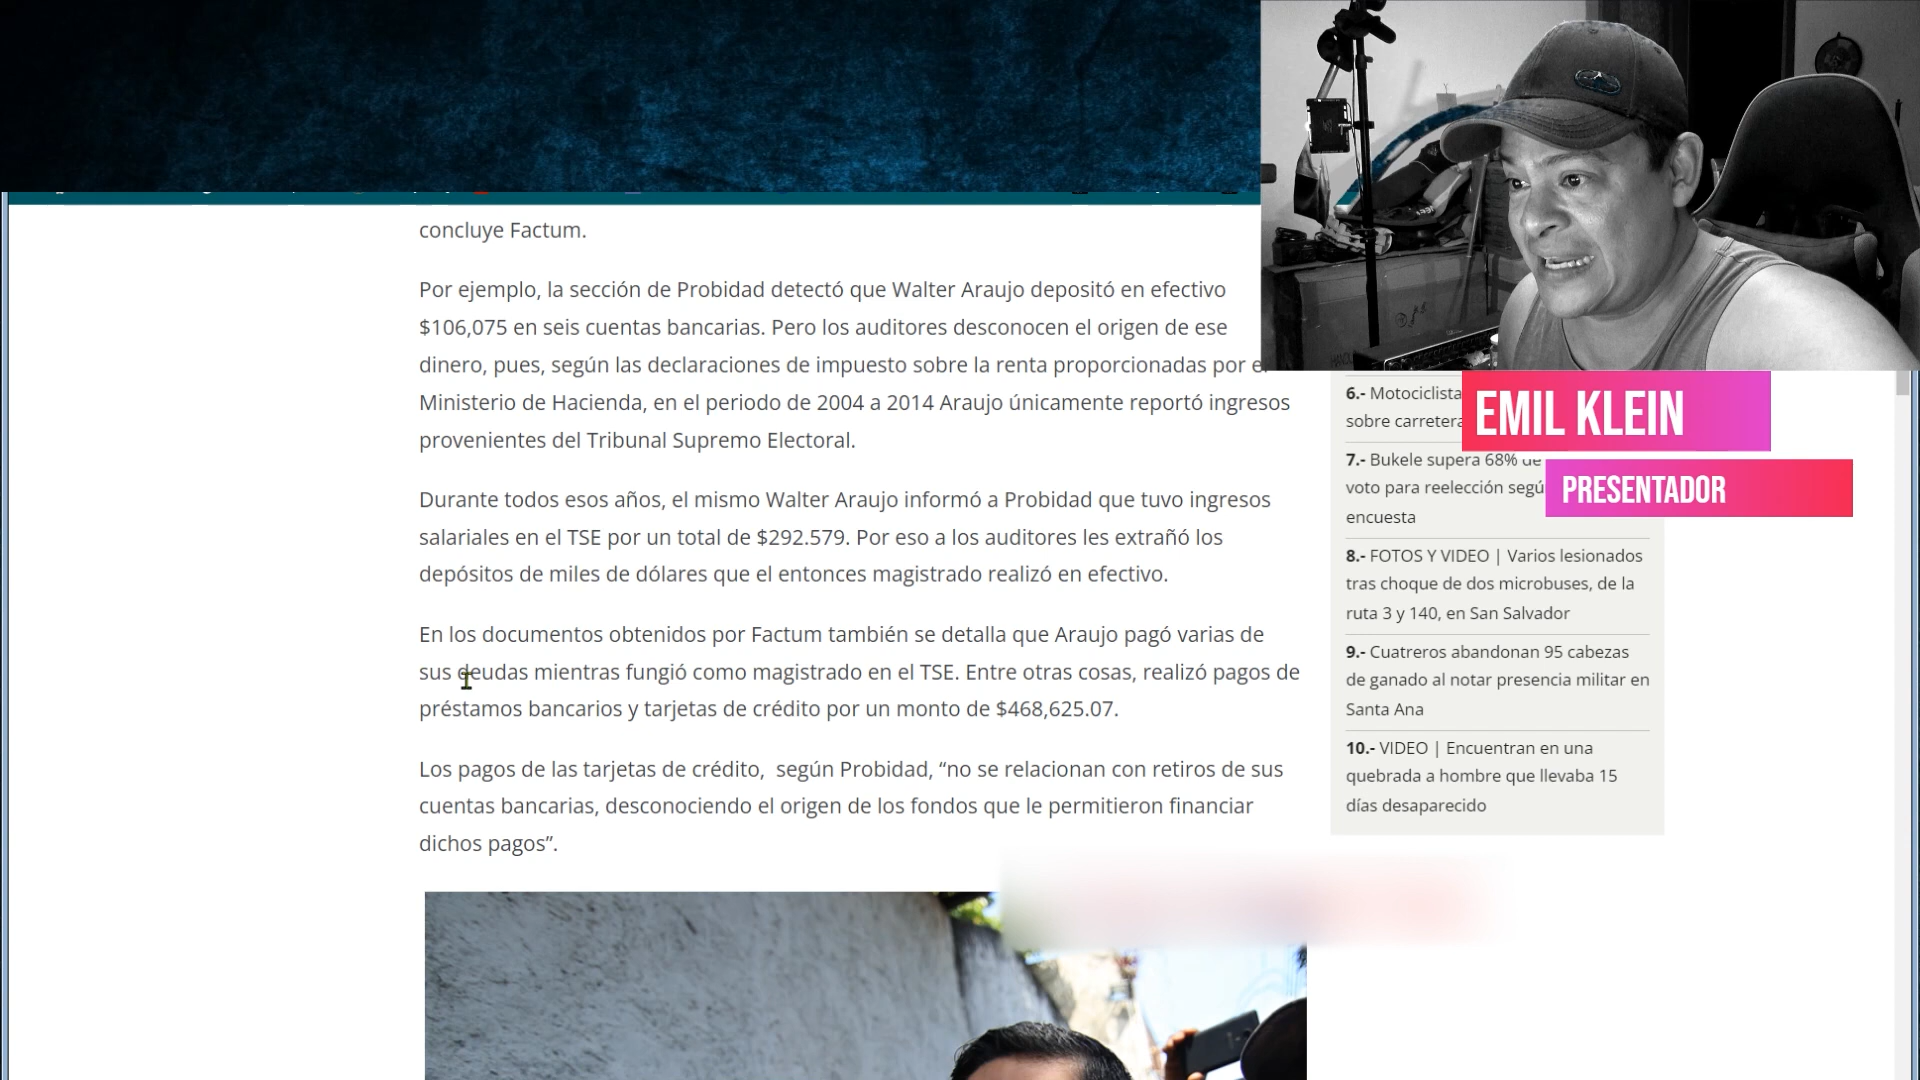 concluye Factum.
Por ejemplo, la sección de Probidad detectó que Walter Araujo depositó en efectivo
$106,075 en seis cuentas bancarias. Pero los auditores desconocen el origen de ese
dinero, pues, según las declaraciones de impuesto sobre la renta proporcionadas por el
Ministerio de Hacienda, en el periodo de 2004 a 2014 Araujo únicamente reportó ingresos
provenientes del Tribunal Supremo Electoral.
Durante todos esos años, el mismo Walter Araujo informó a Probidad que tuvo ingresos
salariales en el TSE por un total de $292.579. Por eso a los auditores les extrañó los
depósitos de miles de dólares que el entonces magistrado realizó en efectivo.
En los documentos obtenidos por Factum también se detalla que Araujo pagó varias de
sus deudas mientras fungió como magistrado en el TSE. Entre otras cosas, realizó pagos de
préstamos bancarios y tarjetas de crédito por un monto de $468,625.07.
Los pagos de las tarjetas de crédito, según Probidad, “no se relacionan con retiros de sus
cuentas bancarias, desconociendo el origen de los fondos que le permitieron financiar
dichos pagos”.
EMIL KLEIN
PRESENTADOR
6.- Motociclista
sobre carretera
7.- Bukele supera 68% de
voto para reelección segú
encuesta
8.- FOTOS Y VIDEO | Varios lesionados
tras choque de dos microbuses, de la
ruta 3 y 140, en San Salvador
9.- Cuatreros abandonan 95 cabezas
de ganado al notar presencia militar en
Santa Ana
10.- VIDEO | Encuentran en una
quebrada a hombre que llevaba 15
días desaparecido